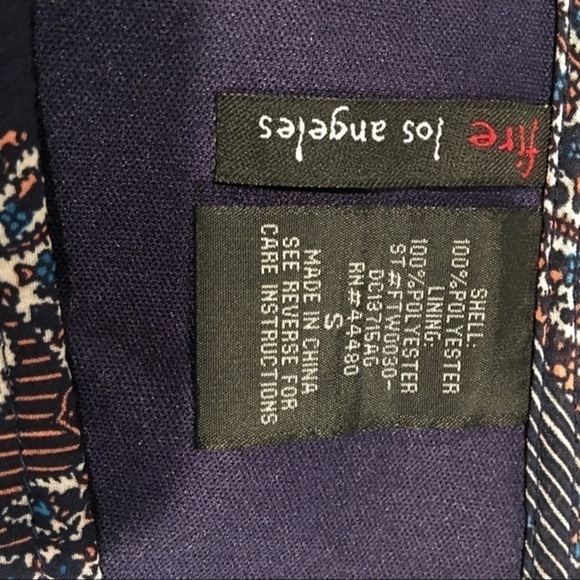 fire los angeles
SHELL:
100%POLYESTER
LINING:
100%POLYESTER
ST#FTW0030-
DC13715AG
RN#44480
S
MADE IN CHINA
SEE REVERSE FOR
CARE INSTRUCTIONS